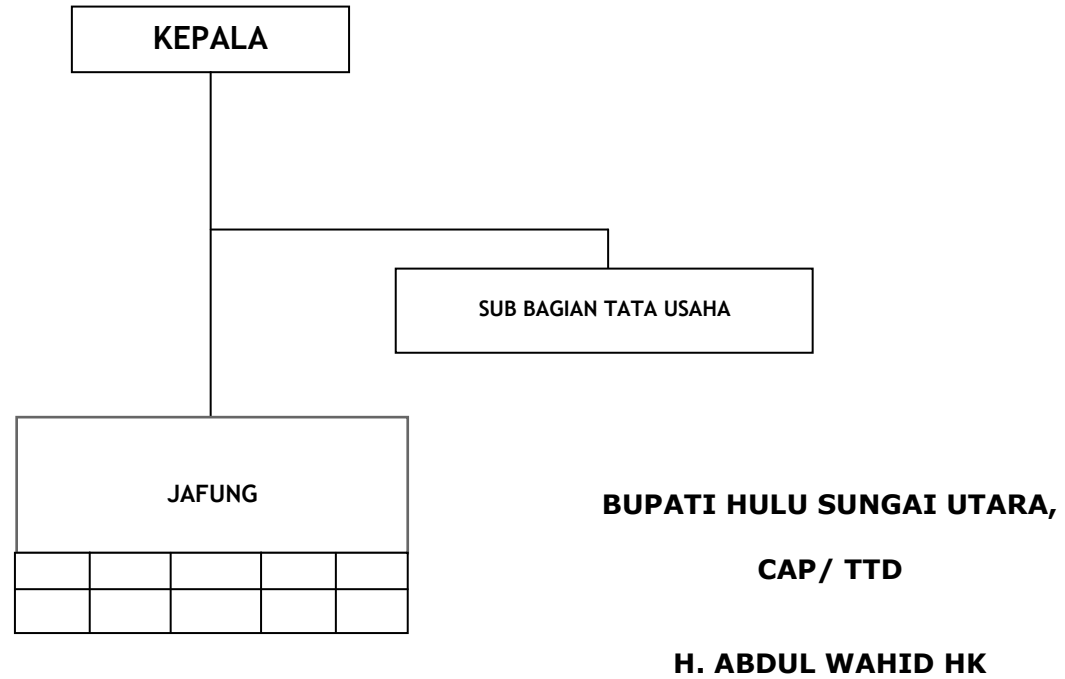 KEPALA
SUB BAGIAN TATA USAHA
JAFUNG
BUPATI HULU SUNGAI UTARA,
CAP/ TTD
H. ABDUL WAHID HK